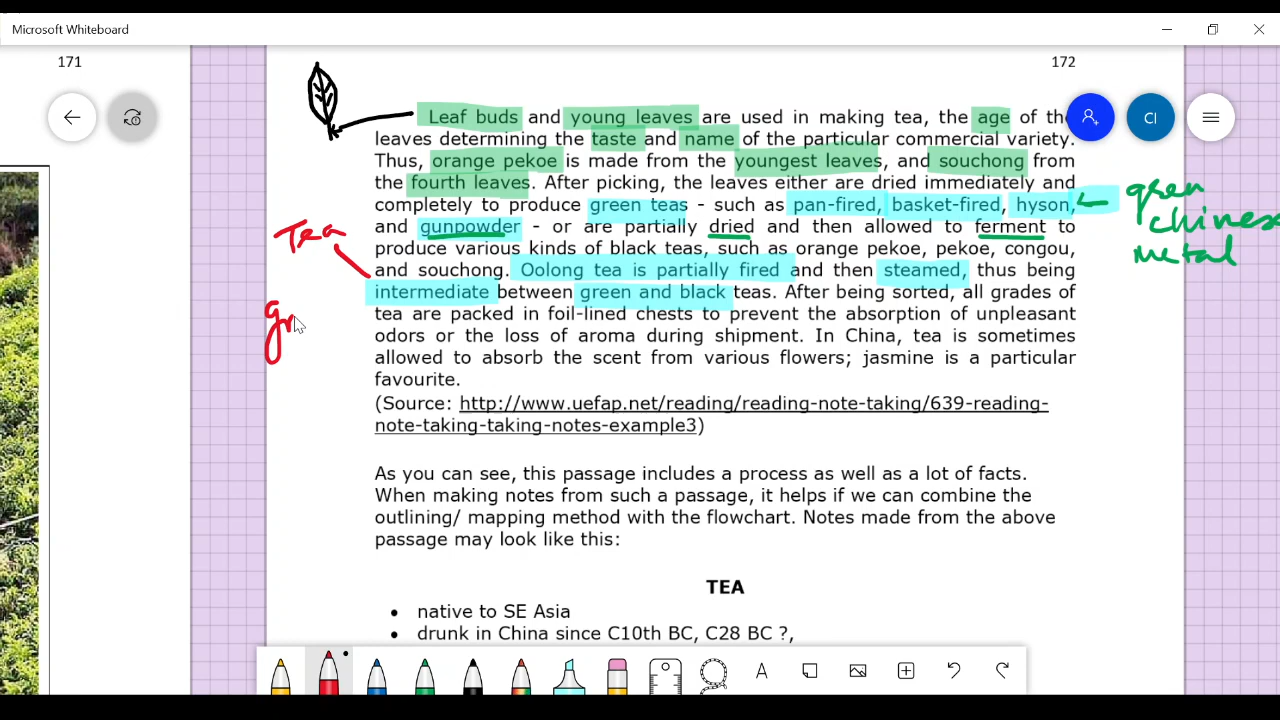 Microsoft Whiteboard
171
172
Leaf buds and young leaves are used in making tea, the age of the
leaves determining the taste and name of the particular commercial variety.
Thus, orange pekoe is made from the youngest leaves, and souchong from
the fourth leaves. After picking, the leaves either are dried immediately and
completely to produce green teas - such as pan-fired, basket-fired, hyson,
and gunpowder - or are partially dried and then allowed to ferment to
produce various kinds of black teas, such as orange pekoe, pekoe, congou,
and souchong. Oolong tea is partially fired and then steamed, thus being
intermediate between green and black teas. After being sorted, all grades of
tea are packed in foil-lined chests to prevent the absorption of unpleasant
odors or the loss of aroma during shipment. In China, tea is sometimes
allowed to absorb the scent from various flowers; jasmine is a particular
favourite.
(Source: http://www.uefap.net/reading/reading-note-taking/639-reading-
note-taking-taking-notes-example3)
green
chinese
metal
Tea
gr
As you can see, this passage includes a process as well as a lot of facts.
When making notes from such a passage, it helps if we can combine the
outlining/ mapping method with the flowchart. Notes made from the above
passage may look like this:
TEA
• native to SE Asia
• drunk in China since C10th BC, C28 BC ?,
CI
A